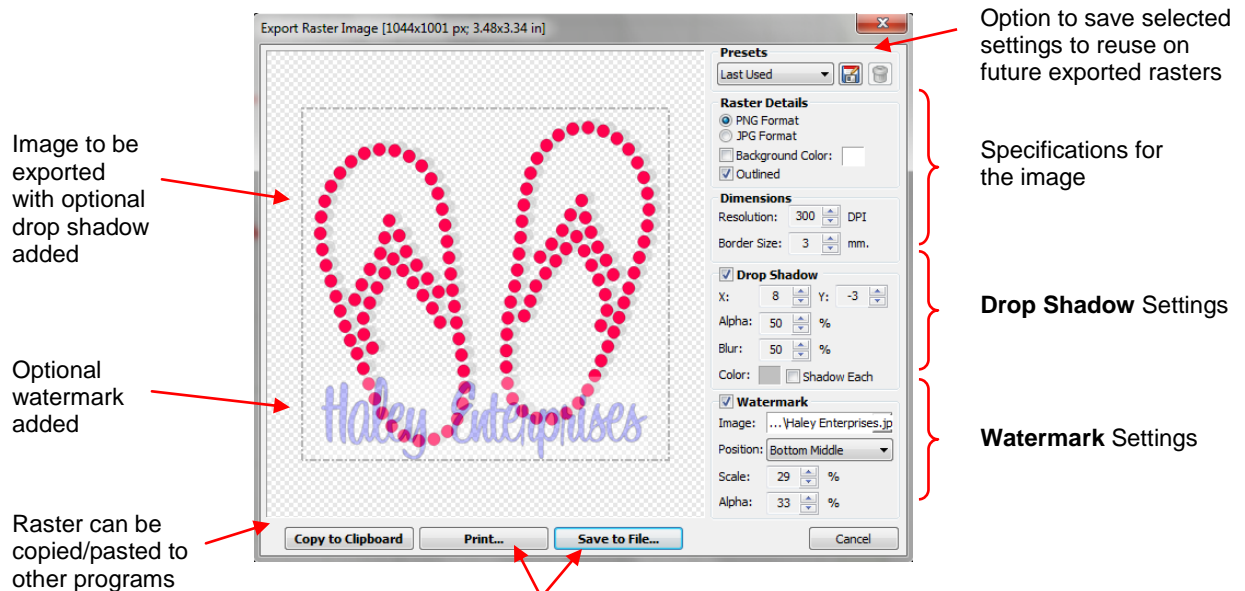 Export Raster Image [1044x1001 px; 3.48x3.34 in]
Option to save selected
settings to reuse on
future exported rasters
Presets
Last Used
Raster Details
PNG Format
JPG Format
Background Color:
Outlined
Specifications for
the image
Image to be
exported
with optional
drop shadow
added
Dimensions
Resolution: 300 DPI
Border Size: 3 mm.
Drop Shadow
X: 8 Y: -3
Alpha: 50 %
Blur: 50 %
Color: Shadow Each
Drop Shadow Settings
Optional
watermark
added
Haley Enterprises
Watermark
Image: ...\Haley Enterprises.jp
Position: Bottom Middle
Scale: 29 %
Alpha: 33 %
Watermark Settings
Raster can be
copied/pasted to
other programs
Copy to Clipboard
Print...
Save to File...
Cancel